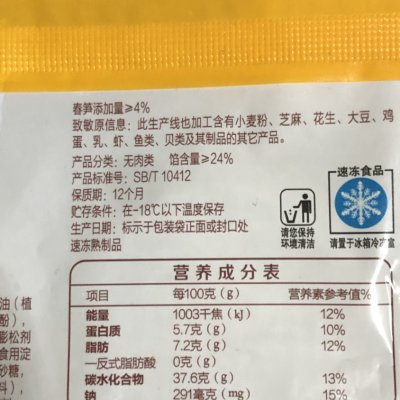 春笋添加量≥4%
致敏原信息：此生产线也加工含有小麦粉、芝麻、花生、大豆、鸡
蛋、乳、虾、鱼类、贝类及其制品的其它产品。
产品分类：无肉类 馅含量≥24%
产品标准号：SB/T 10412
保质期：12个月
贮存条件：在-18℃以下温度保存
生产日期：标示于包装袋正面或封口处
速冻熟制品
请您保持
环境清洁
速冻食品
请置于冰箱冷冻室
营养成分表
项目 每100克(g) 营养素参考值%
能量 1003千焦(kJ) 12%
蛋白质 5.7克(g) 10%
脂肪 7.2克(g) 12%
—反式脂肪酸 0克(g)
碳水化合物 37.6克(g) 13%
钠 291毫克(mg) 15%
油（植
酚），
膨松剂
食用淀
砂糖，
料），